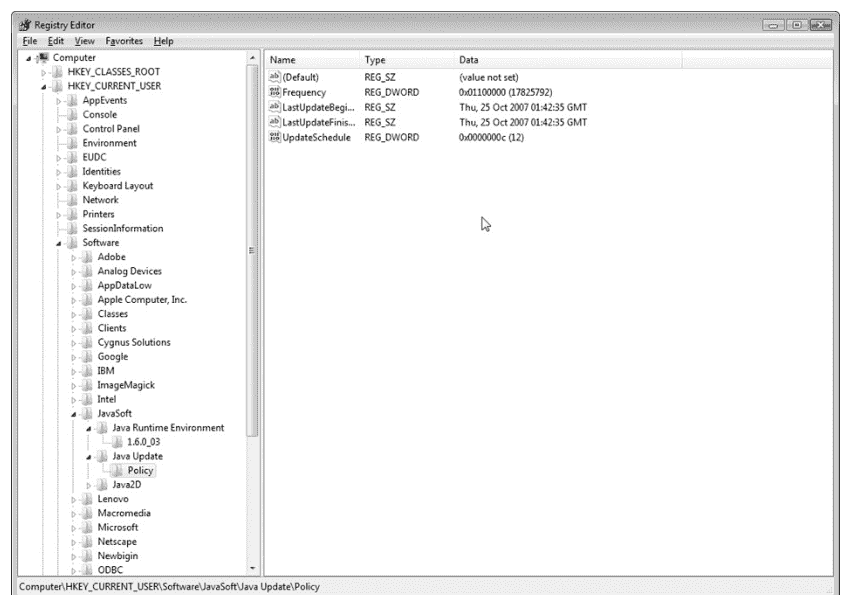 Registry Editor
File Edit View Favorites Help
Computer
HKEY_CLASSES_ROOT
HKEY_CURRENT_USER
AppEvents
Console
Control Panel
Environment
EUDC
Identities
Keyboard Layout
Network
Printers
SessionInformation
Software
Adobe
Analog Devices
AppDataLow
Apple Computer, Inc.
Classes
Clients
Cygnus Solutions
Google
IBM
ImageMagick
Intel
JavaSoft
Java Runtime Environment
1.6.0_03
Java Update
Policy
Java2D
Lenovo
Macromedia
Microsoft
Netscape
Newbigin
ODBC
Name Type Data
(Default) REG_SZ (value not set)
Frequency REG_DWORD 0x01100000 (17825792)
LastUpdateBegi... REG_SZ Thu, 25 Oct 2007 01:42:35 GMT
LastUpdateFinis... REG_SZ Thu, 25 Oct 2007 01:42:35 GMT
UpdateSchedule REG_DWORD 0x0000000c (12)
Computer\HKEY_CURRENT_USER\Software\JavaSoft\Java Update\Policy